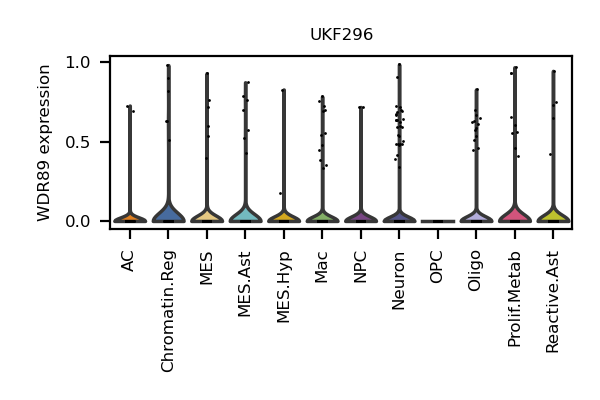 UKF296
WDR89 expression
1.0
0.5
0.0
AC
Chromatin.Reg
MES
MES.Ast
MES.Hyp
Mac
NPC
Neuron
OPC
Oligo
Prolif.Metab
Reactive.Ast